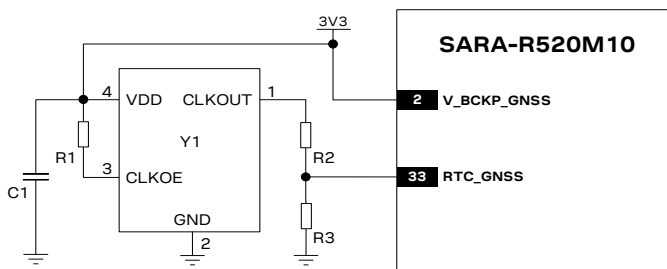 3V3
SARA-R520M10
4 VDD CLKOUT 1
2 V_BCKP_GNSS
Y1
R1
R2
3 CLKOE
33 RTC_GNSS
C1
GND
2
R3